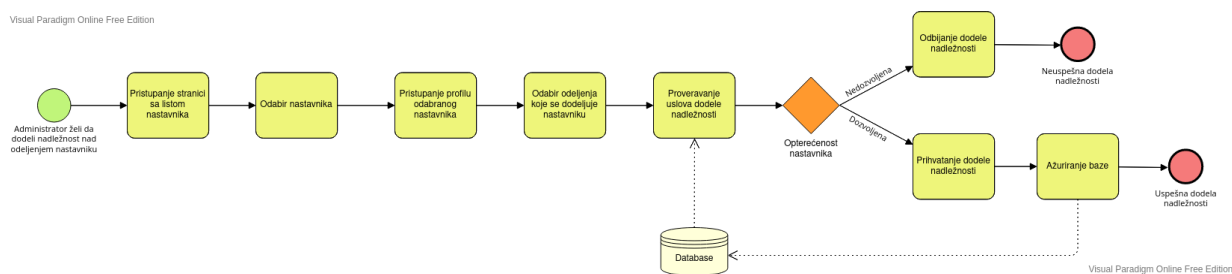 Visual Paradigm Online Free Edition
Administrator želi da
dodeli nadležnost nad
odeljenjem nastavniku
Pristupanje stranici
sa listom
nastavnika
Odabir nastavnika
Pristupanje profilu
odabranog
nastavnika
Odabir odeljenja
koje se dodeljuje
nastavniku
Proveravanje
uslova dodele
nadležnosti
Opterećenost
nastavnika
Nedozvoljena
Dozvoljena
Odbijanje dodele
nadležnosti
Neuspešna dodela
nadležnosti
Prihvatanje dodele
nadležnosti
Ažuriranje baze
Uspešna dodela
nadležnosti
Database
Visual Paradigm Online Free Edition